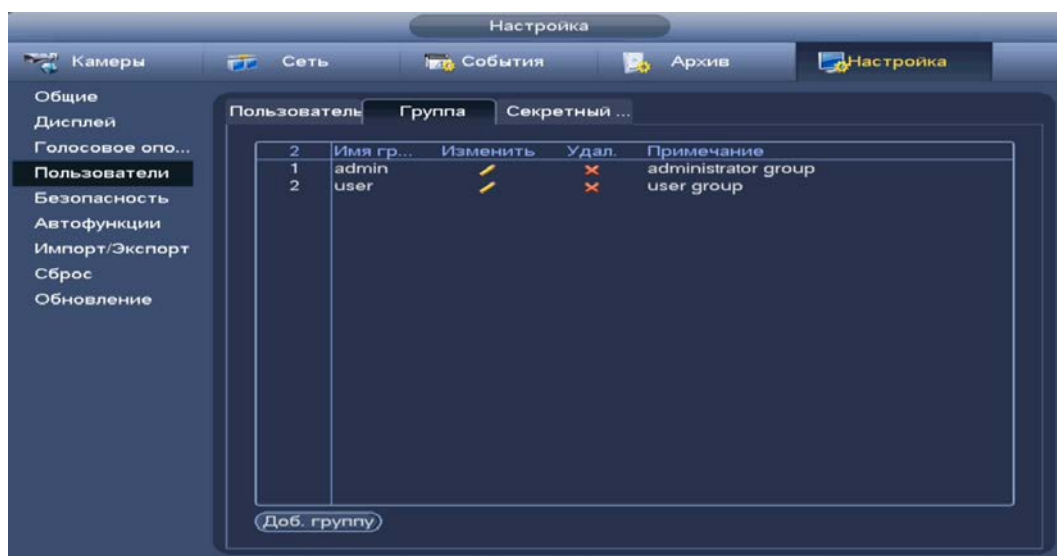 Настройка
Камеры Сеть События Архив Настройка
Общие
Дисплей
Голосовое опо...
Пользователи
Безопасность
Автофункции
Импорт/Экспорт
Сброс
Обновление
Пользователь Группа Секретный ...
2 Имя гр... Изменить Удал. Примечание
1 admin administrator group
2 user user group
Доб. группу